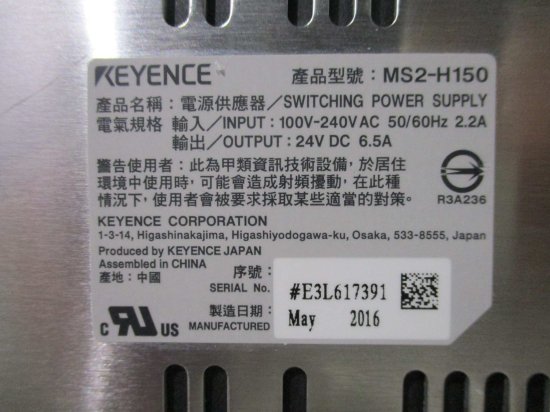 KEYENCE 產品型號：MS2-H150
產品名稱：電源供應器／SWITCHING POWER SUPPLY
電氣規格 輸入／INPUT：100V-240V AC 50/60Hz 2.2A
輸出／OUTPUT：24V DC 6.5A
警告使用者：此為甲類資訊技術設備，於居住
環境中使用時，可能會造成射頻擾動，在此種
情況下，使用者會被要求採取某些適當的對策。
R3A236
KEYENCE CORPORATION
1-3-14, Higashinakajima, Higashiyodogawa-ku, Osaka, 533-8555, Japan
Produced by KEYENCE JAPAN
Assembled in CHINA
產地：中國
序號：
SERIAL No.
#E3L617391
製造日期：
MANUFACTURED
May 2016
c RU US